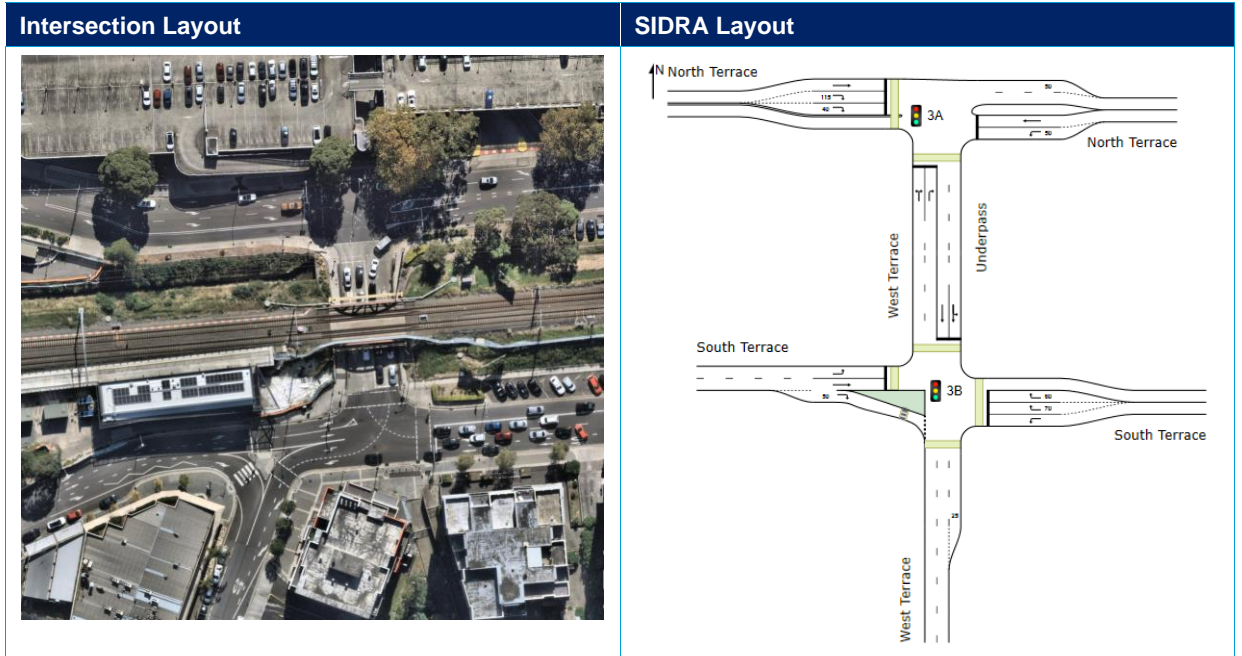 Intersection Layout
SIDRA Layout
N
North Terrace
50
115
40
3A
50
North Terrace
West Terrace
Underpass
South Terrace
50
3B
60
70
South Terrace
25
West Terrace